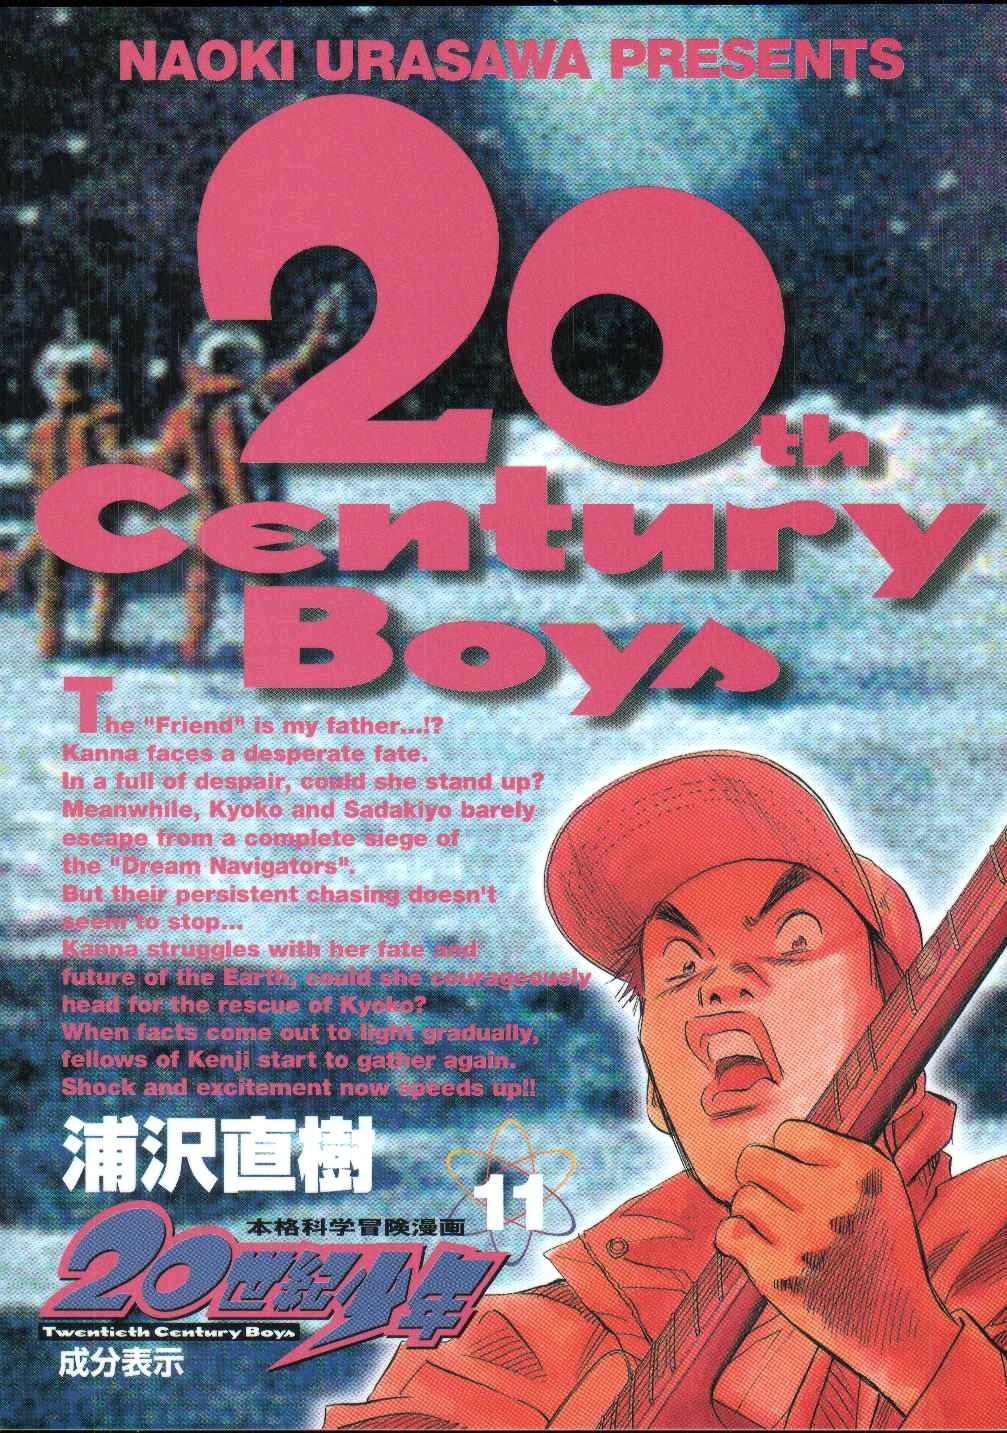 NAOKI URASAWA PRESENTS
20th
Century
Boys
The "Friend" is my father...!?
Kanna faces a desperate fate.
In a full of despair, could she stand up?
Meanwhile, Kyoko and Sadakiyo barely
escape from a complete siege of
the "Dream Navigators".
But their persistent chasing doesn't
seem to stop...
Kanna struggles with her fate and
future of the Earth, could she courageously
head for the rescue of Kyoko?
When facts come out to light gradually,
fellows of Kenji start to gather again.
Shock and excitement now speeds up!!
浦沢直樹
11
本格科学冒険漫画
20世紀少年
Twentieth Century Boys
成分表示